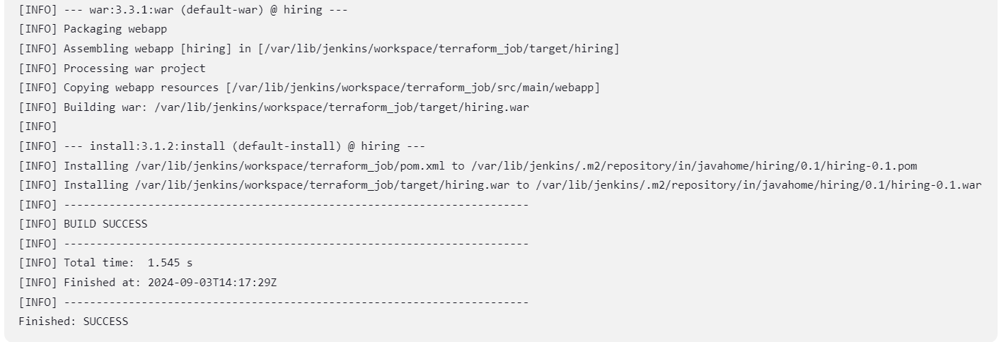 [INFO] --- war:3.3.1:war (default-war) @ hiring ---
[INFO] Packaging webapp
[INFO] Assembling webapp [hiring] in [/var/lib/jenkins/workspace/terraform_job/target/hiring]
[INFO] Processing war project
[INFO] Copying webapp resources [/var/lib/jenkins/workspace/terraform_job/src/main/webapp]
[INFO] Building war: /var/lib/jenkins/workspace/terraform_job/target/hiring.war
[INFO]
[INFO] --- install:3.1.2:install (default-install) @ hiring ---
[INFO] Installing /var/lib/jenkins/workspace/terraform_job/pom.xml to /var/lib/jenkins/.m2/repository/in/javahome/hiring/0.1/hiring-0.1.pom
[INFO] Installing /var/lib/jenkins/workspace/terraform_job/target/hiring.war to /var/lib/jenkins/.m2/repository/in/javahome/hiring/0.1/hiring-0.1.war
[INFO] ------------------------------------------------------------------------
[INFO] BUILD SUCCESS
[INFO] ------------------------------------------------------------------------
[INFO] Total time:  1.545 s
[INFO] Finished at: 2024-09-03T14:17:29Z
[INFO] ------------------------------------------------------------------------
Finished: SUCCESS